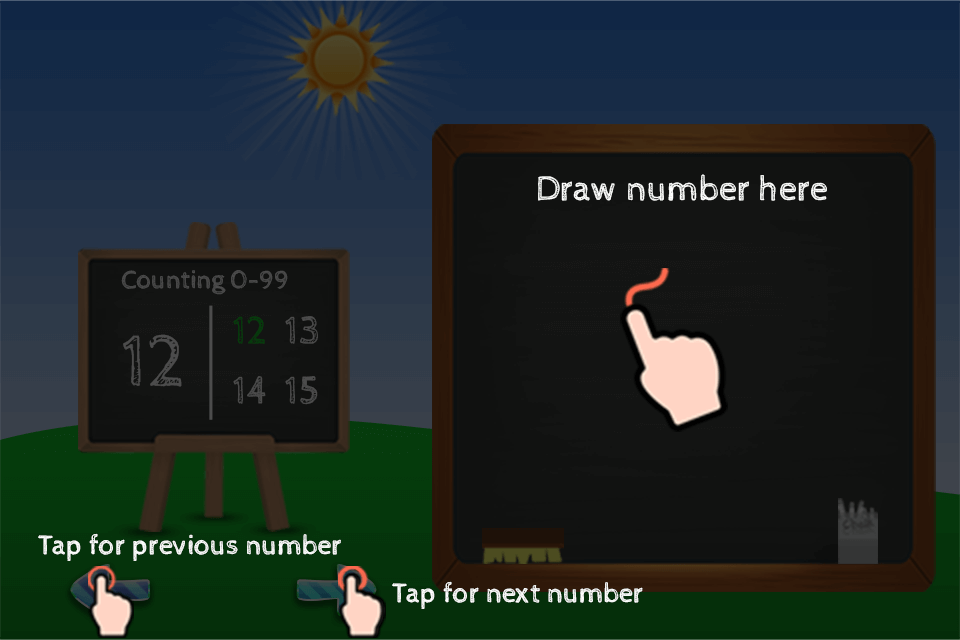 Draw number here
Counting 0-99
12
12 13
14 15
Tap for previous number
Tap for next number
Chalk